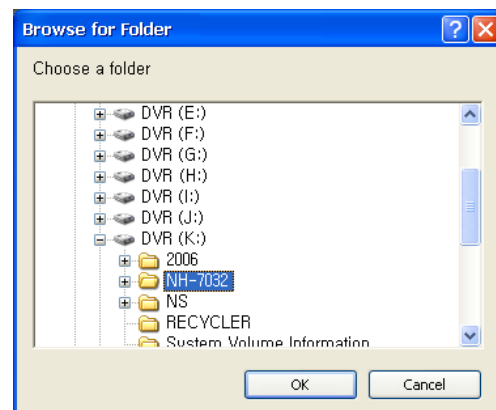 Browse for Folder
Choose a folder
DVR (E:)
DVR (F:)
DVR (G:)
DVR (H:)
DVR (I:)
DVR (J:)
DVR (K:)
2006
NH-7032
NS
RECYCLER
System Volume Information
OK Cancel